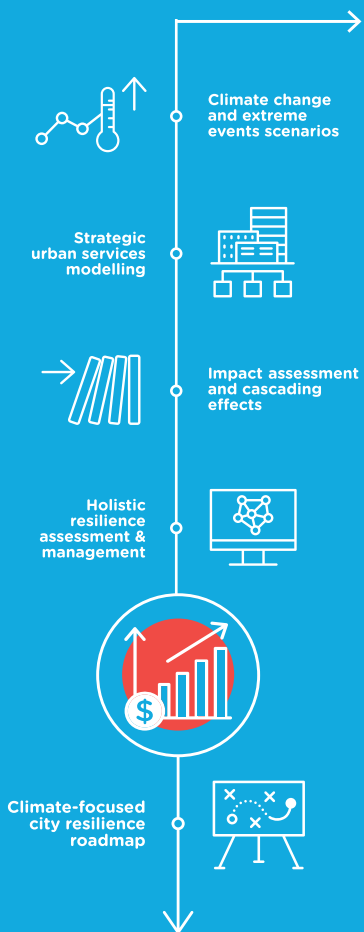 Climate change
and extreme
events scenarios
Strategic
urban services
modelling
Impact assessment
and cascading
effects
Holistic
resilience
assessment &
management
$
Climate-focused
city resilience
roadmap